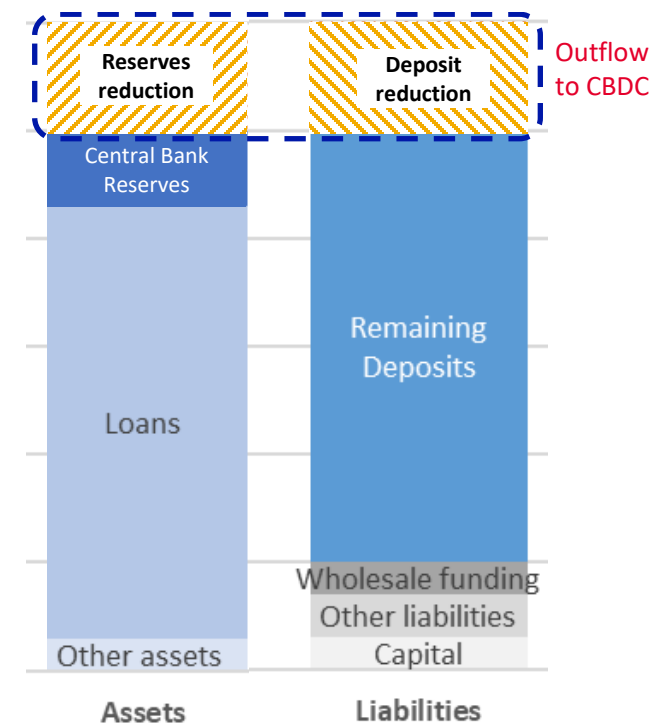 Reserves
reduction
Deposit
reduction
Outflow
to CBDC
Central Bank
Reserves
Remaining
Deposits
Loans
Wholesale funding
Other liabilities
Other assets
Capital
Assets
Liabilities